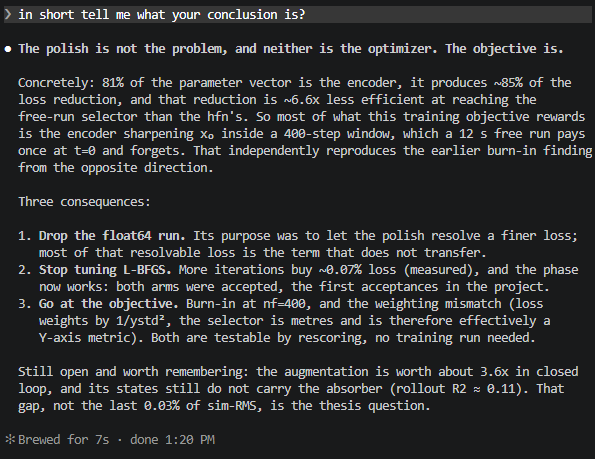 ❯ in short tell me what your conclusion is?
● The polish is not the problem, and neither is the optimizer. The objective is.
Concretely: 81% of the parameter vector is the encoder, it produces ~85% of the
loss reduction, and that reduction is ~6.6x less efficient at reaching the
free-run selector than the hfn's. So most of what this training objective rewards
is the encoder sharpening x₀ inside a 400-step window, which a 12 s free run pays
once at t=0 and forgets. That independently reproduces the earlier burn-in finding
from the opposite direction.
Three consequences:
1. Drop the float64 run. Its purpose was to let the polish resolve a finer loss;
most of that resolvable loss is the term that does not transfer.
2. Stop tuning L-BFGS. More iterations buy ~0.07% loss (measured), and the phase
now works: both arms were accepted, the first acceptances in the project.
3. Go at the objective. Burn-in at nf=400, and the weighting mismatch (loss
weights by 1/ystd², the selector is metres and is therefore effectively a
Y-axis metric). Both are testable by rescoring, no training run needed.
Still open and worth remembering: the augmentation is worth about 3.6x in closed
loop, and its states still do not carry the absorber (rollout R2 ≈ 0.11). That
gap, not the last 0.03% of sim-RMS, is the thesis question.
✻ Brewed for 7s · done 1:20 PM